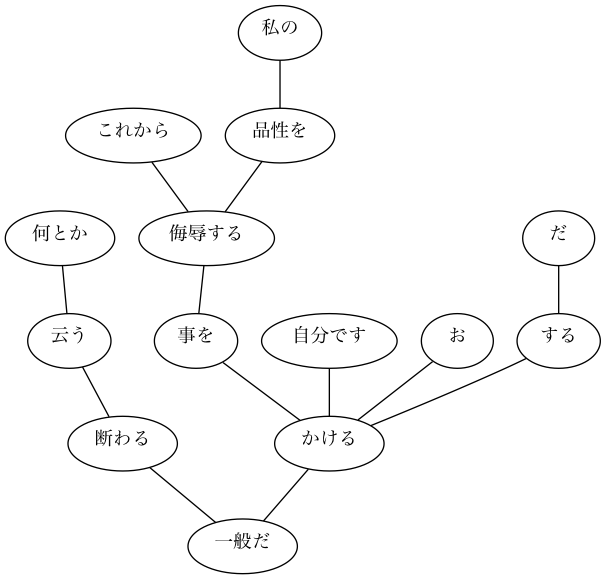 私の
これから
品性を
何とか
侮辱する
だ
云う
事を
自分です
お
する
断わる
かける
一般だ